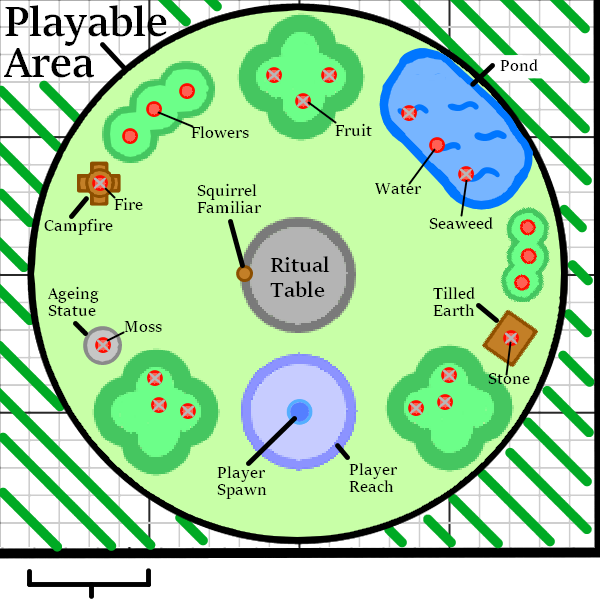 Playable
Area
Pond
Flowers
Fruit
Water
Seaweed
Fire
Campfire
Squirrel
Familiar
Ritual
Table
Ageing
Statue
Moss
Tilled
Earth
Stone
Player
Spawn
Player
Reach